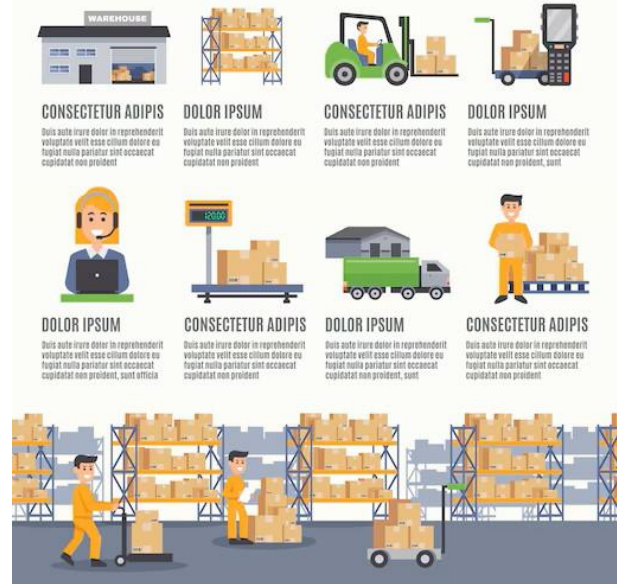 WAREHOUSE
CONSECTETUR ADIPIS
Duis aute irure dolor in reprehenderit
voluptate velit esse cillum dolore eu
fugiat nulla pariatur sint occaecat
cupidatat non proident
DOLOR IPSUM
Duis aute irure dolor in reprehenderit
voluptate velit esse cillum dolore eu
fugiat nulla pariatur sint occaecat
cupidatat non proident
CONSECTETUR ADIPIS
Duis aute irure dolor in reprehenderit
voluptate velit esse cillum dolore eu
fugiat nulla pariatur sint occaecat
cupidatat non proident
DOLOR IPSUM
Duis aute irure dolor in reprehenderit
voluptate velit esse cillum dolore eu
fugiat nulla pariatur sint occaecat
cupidatat non proident, sunt
120.00
DOLOR IPSUM
Duis aute irure dolor in reprehenderit
voluptate velit esse cillum dolore eu
fugiat nulla pariatur sint occaecat
cupidatat non proident, sunt officia
CONSECTETUR ADIPIS
Duis aute irure dolor in reprehenderit
voluptate velit esse cillum dolore eu
fugiat nulla pariatur sint occaecat
cupidatat non proident
DOLOR IPSUM
Duis aute irure dolor in reprehenderit
voluptate velit esse cillum dolore eu
fugiat nulla pariatur sint occaecat
cupidatat non proident, sunt
CONSECTETUR ADIPIS
Duis aute irure dolor in reprehenderit
voluptate velit esse cillum dolore eu
fugiat nulla pariatur sint occaecat
cupidatat non proident